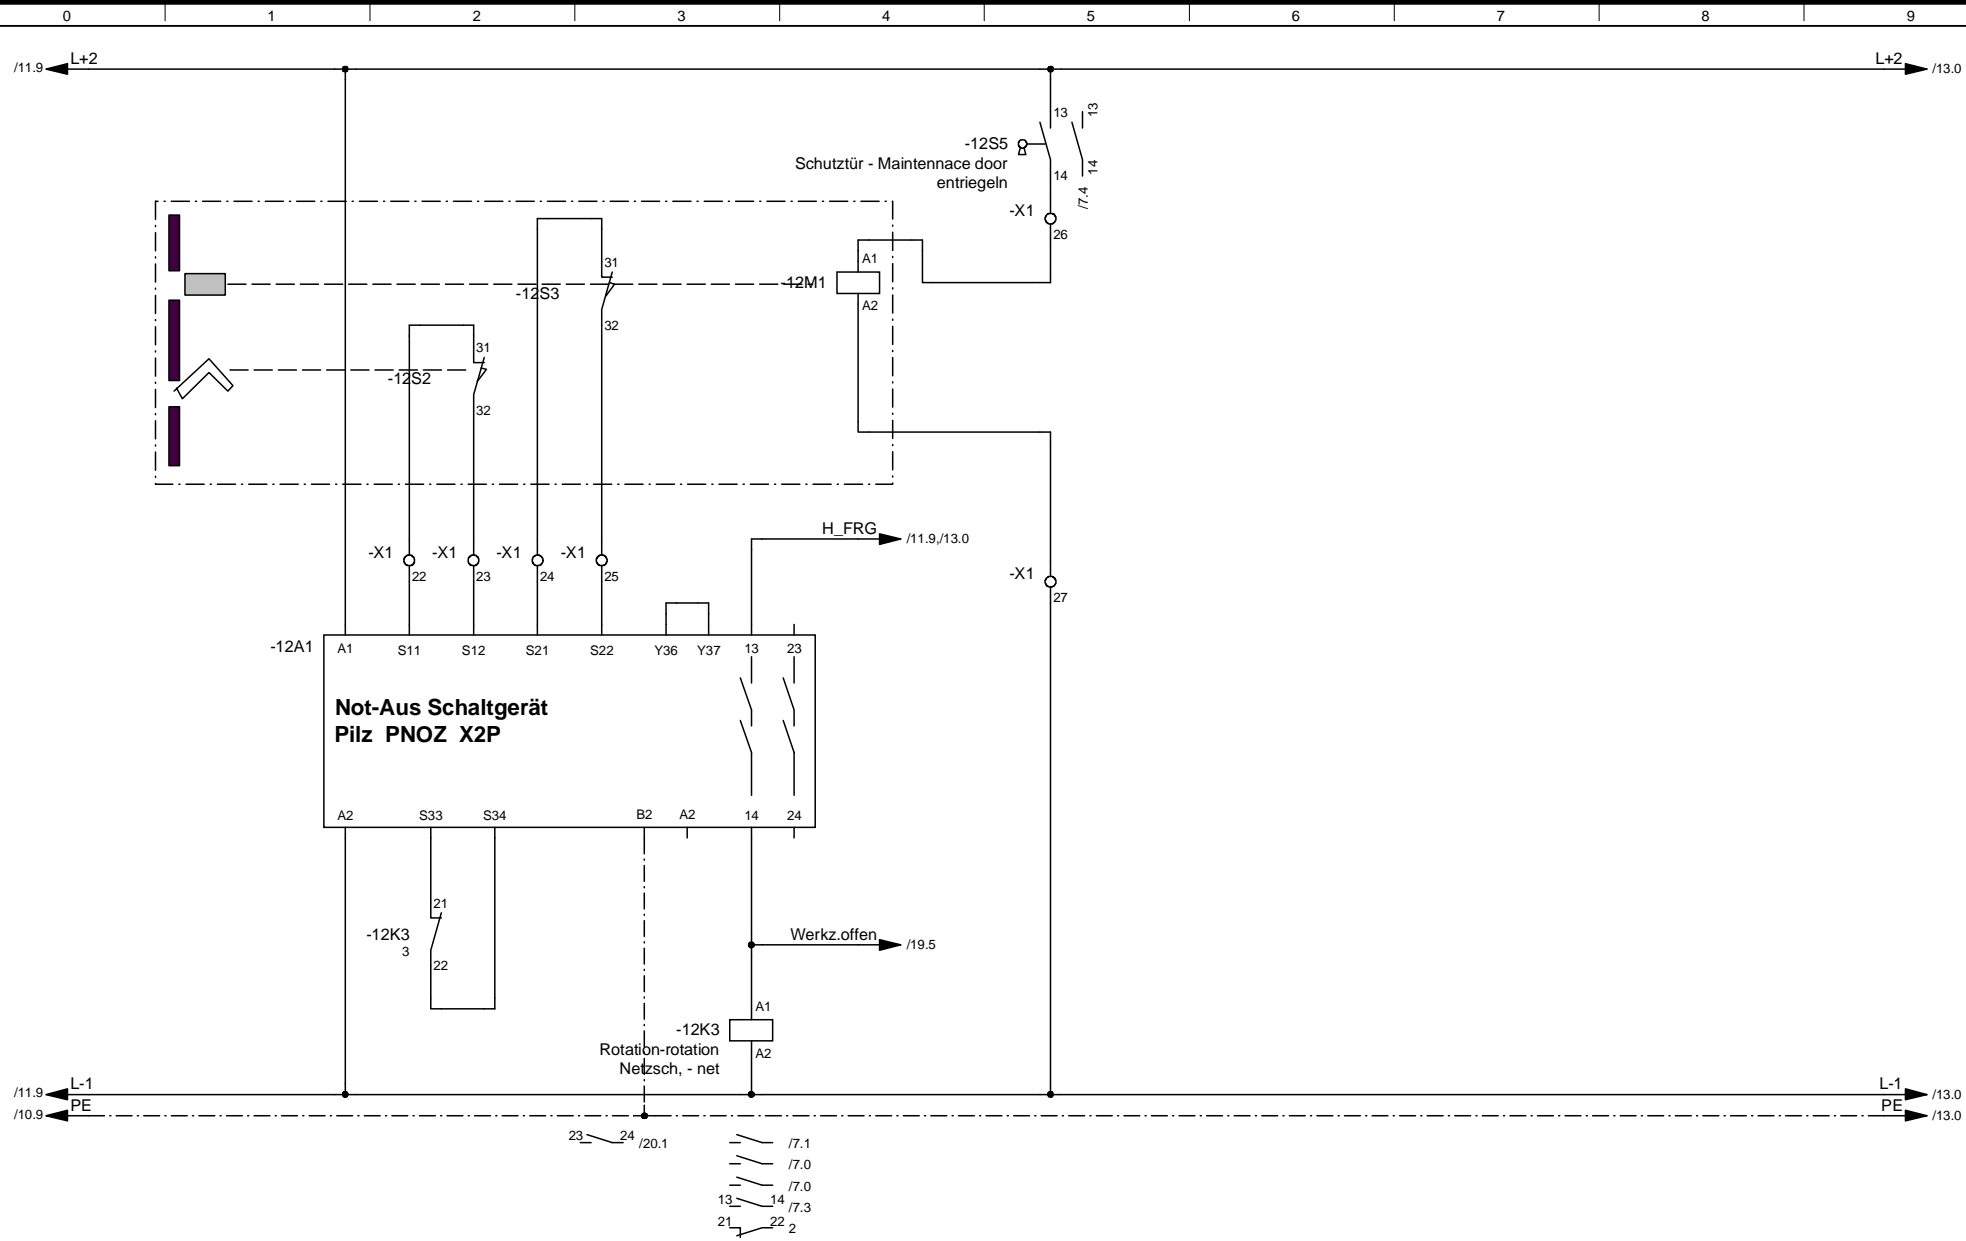 0 1 2 3 4 5 6 7 8 9
/11.9 L+2 L+2 /13.0
13 13
-12S5
Schutztür - Maintennace door
entriegeln
14 14
/7.4
-X1
26
A1
31
-12M1
-12S3
A2
32
31
-12S2
32
H_FRG /11.9,/13.0
-X1 -X1 -X1 -X1
22 23 24 25
-X1
27
-12A1 A1 S11 S12 S21 S22 Y36 Y37 13 23
Not-Aus Schaltgerät
Pilz PNOZ X2P
A2 S33 S34 B2 A2 14 24
21
-12K3
3
22
Werkz.offen /19.5
A1
-12K3
Rotation-rotation
A2
Netzsch, - net
/11.9 L-1 L-1 /13.0
/10.9 PE PE /13.0
23 24 /20.1
/7.1
/7.0
/7.0
13 14 /7.3
21 22 2